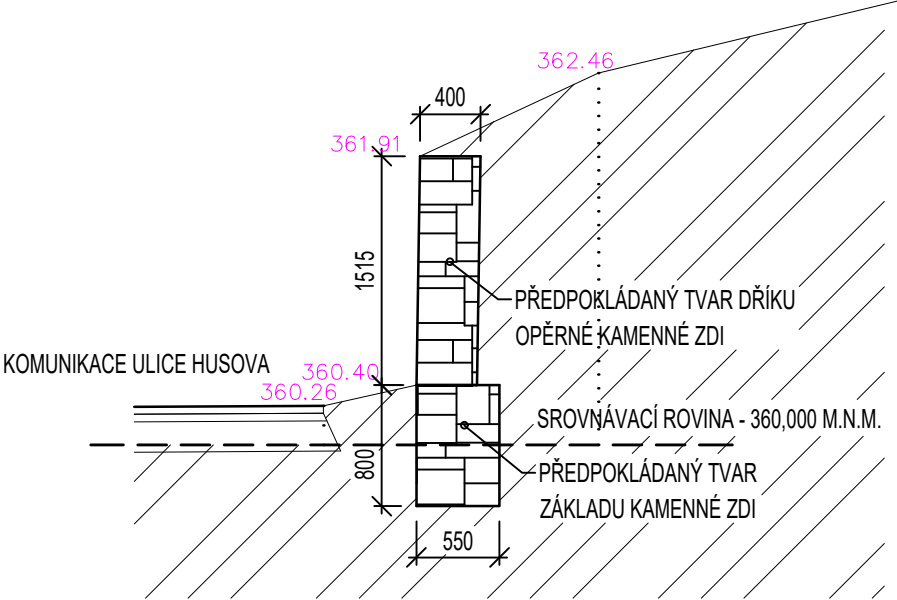 362.46
400
361.91
1515
PŘEDPOKLÁDANÝ TVAR DŘÍKU
OPĚRNÉ KAMENNÉ ZDI
KOMUNIKACE ULICE HUSOVA
360.40
360.26
SROVNÁVACÍ ROVINA - 360,000 M.N.M.
800
PŘEDPOKLÁDANÝ TVAR
ZÁKLADU KAMENNÉ ZDI
550